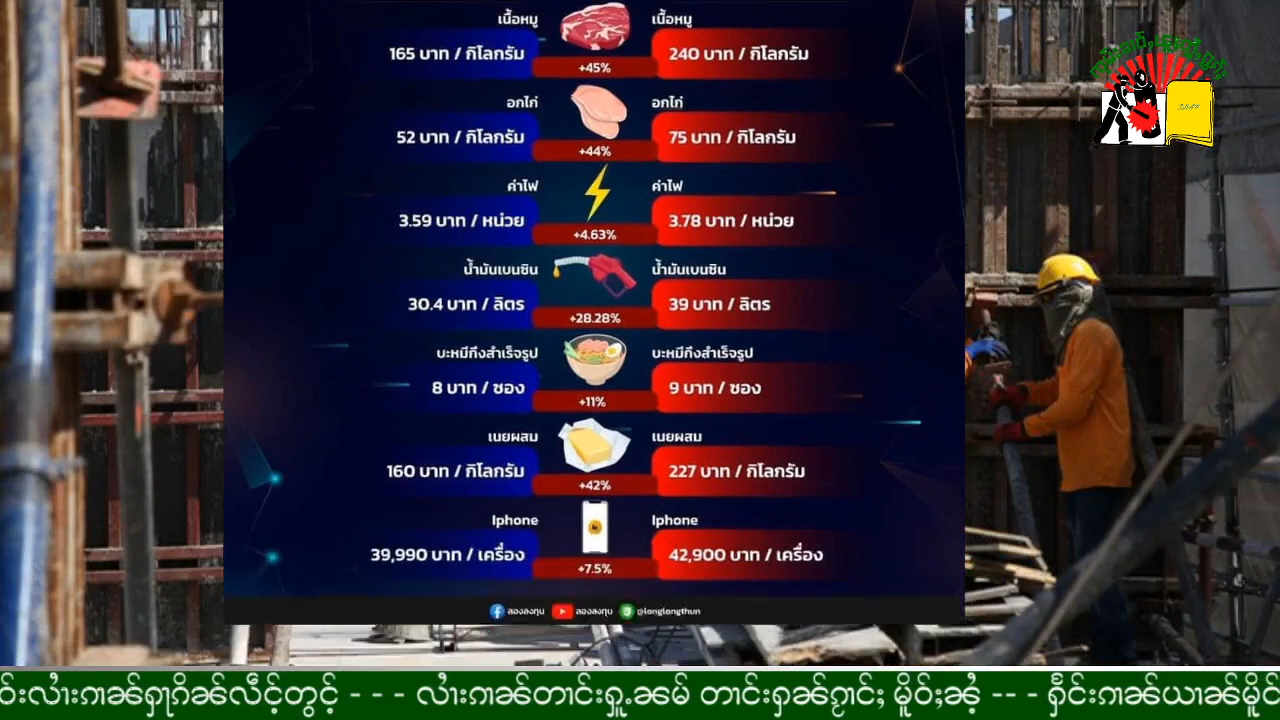 เนื้อหมู เนื้อหมู
165 บาท / กิโลกรัม +45% 240 บาท / กิโลกรัม
อกไก่ อกไก่
52 บาท / กิโลกรัม +44% 75 บาท / กิโลกรัม
ค่าไฟ ค่าไฟ
3.59 บาท / หน่วย +4.63% 3.78 บาท / หน่วย
น้ำมันเบนซิน น้ำมันเบนซิน
30.4 บาท / ลิตร +28.28% 39 บาท / ลิตร
บะหมี่กึ่งสำเร็จรูป บะหมี่กึ่งสำเร็จรูป
8 บาท / ซอง +11% 9 บาท / ซอง
เนยผสม เนยผสม
160 บาท / กิโลกรัม +42% 227 บาท / กิโลกรัม
Iphone Iphone
39,990 บาท / เครื่อง +7.5% 42,900 บาท / เครื่อง
ลองลงทุน ลองลงทุน @longlongthun